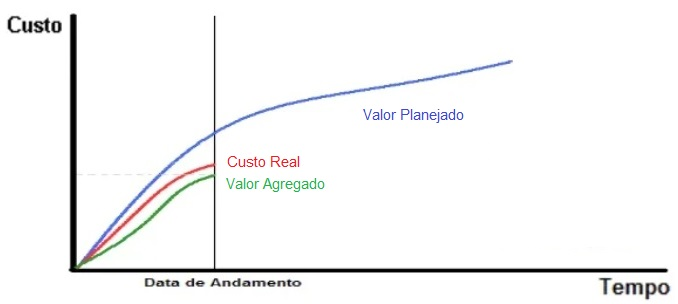 Custo
Valor Planejado
Custo Real
Valor Agregado
Data de Andamento
Tempo